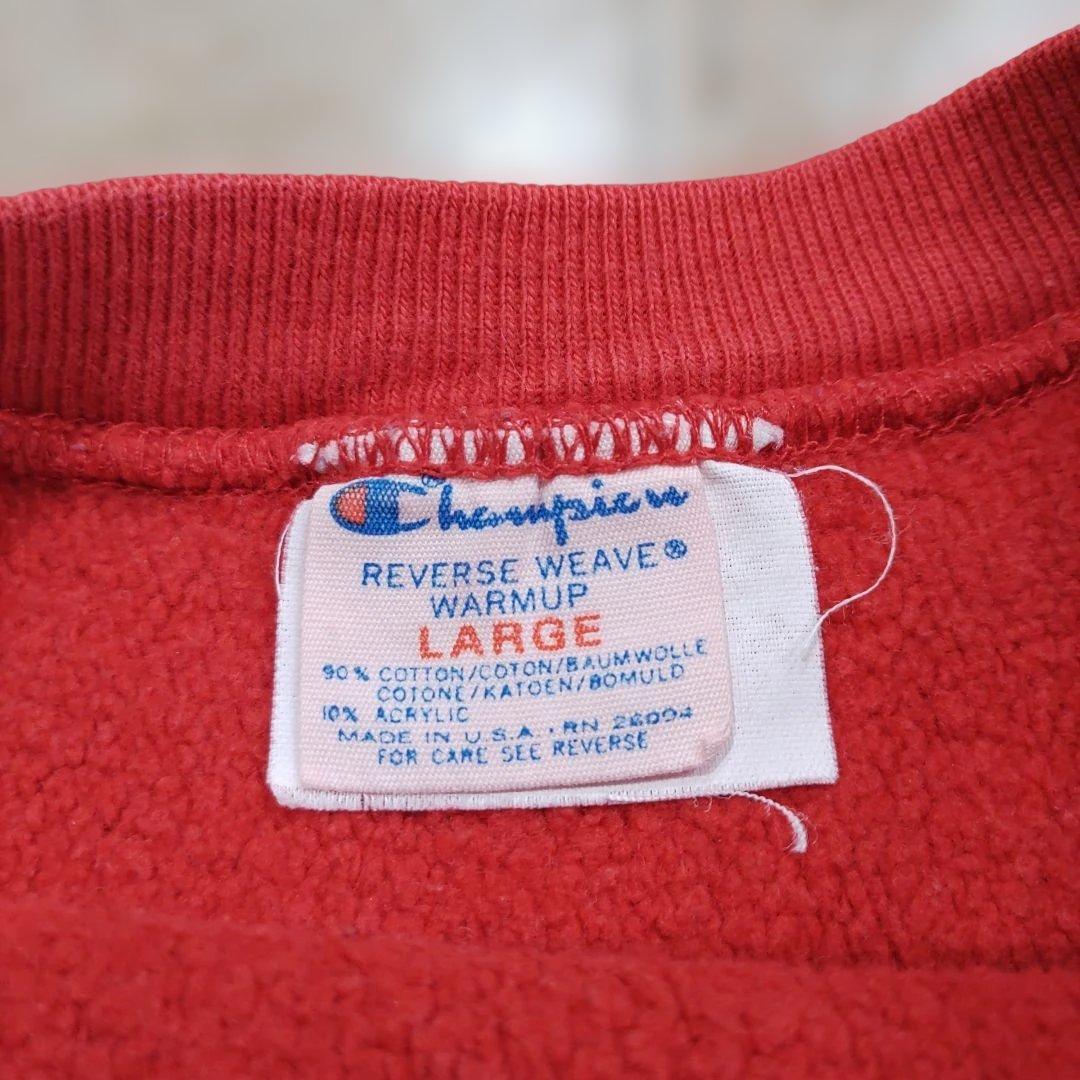 Champion®
REVERSE WEAVE®
WARMUP
LARGE
90% COTTON/COTON/BAUMWOLLE
COTONE/KATOEN/BOMULD
10% ACRYLIC
MADE IN U.S.A. RN 26094
FOR CARE SEE REVERSE